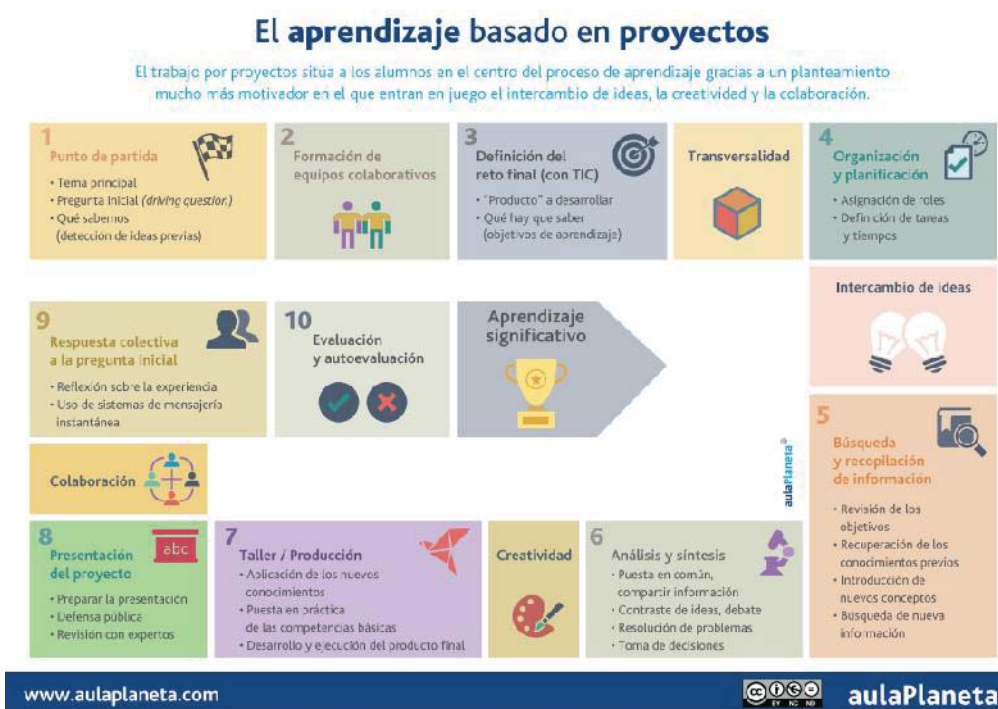 El aprendizaje basado en proyectos
El trabajo por proyectos sitúa a los alumnos en el centro del proceso de aprendizaje gracias a un planteamiento
mucho más motivador en el que entran en juego el intercambio de ideas, la creatividad y la colaboración.
1
Punto de partida
• Tema principal
• Pregunta inicial (driving question)
• Qué sabemos
(detección de ideas previas)
2
Formación de
equipos colaborativos
3
Definición del
reto final (con TIC)
• "Producto" a desarrollar
• Qué hay que saber
(objetivos de aprendizaje)
Transversalidad
4
Organización
y planificación
• Asignación de roles
• Definición de tareas
y tiempos
Intercambio de ideas
5
Búsqueda
y recopilación
de información
• Revisión de los
objetivos
• Recuperación de los
conocimientos previos
• Introducción de
nuevos conceptos
• Búsqueda de nueva
información
6
Análisis y síntesis
• Puesta en común,
compartir información
• Contraste de ideas, debate
• Resolución de problemas
• Toma de decisiones
Creatividad
7
Taller / Producción
• Aplicación de los nuevos
conocimientos
• Puesta en práctica
de las competencias básicas
• Desarrollo y ejecución del producto final
8
Presentación
del proyecto
abc
• Preparar la presentación
• Defensa pública
• Revisión con expertos
Colaboración
9
Respuesta colectiva
a la pregunta inicial
• Reflexión sobre la experiencia
• Uso de sistemas de mensajería
instantánea
10
Evaluación
y autoevaluación
Aprendizaje
significativo
aulaPlaneta
www.aulaplaneta.com
cc
BY NC ND
aulaPlaneta